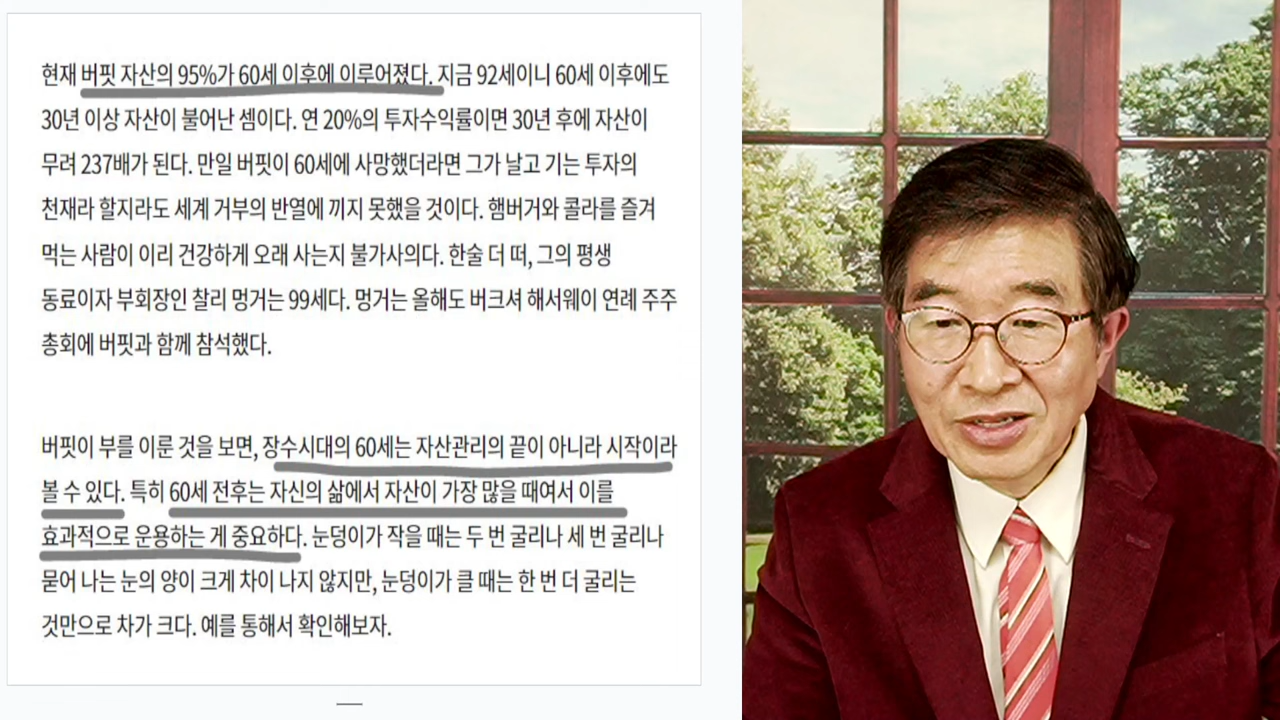 현재 버핏 자산의 95%가 60세 이후에 이루어졌다. 지금 92세이니 60세 이후에도
30년 이상 자산이 불어난 셈이다. 연 20%의 투자수익률이면 30년 후에 자산이
무려 237배가 된다. 만일 버핏이 60세에 사망했더라면 그가 날고 기는 투자의
천재라 할지라도 세계 거부의 반열에 끼지 못했을 것이다. 햄버거와 콜라를 즐겨
먹는 사람이 이리 건강하게 오래 사는지 불가사의다. 한술 더 떠, 그의 평생
동료이자 부회장인 찰리 멍거는 99세다. 멍거는 올해도 버크셔 해서웨이 연례 주주
총회에 버핏과 함께 참석했다.
버핏이 부를 이룬 것을 보면, 장수시대의 60세는 자산관리의 끝이 아니라 시작이라
볼 수 있다. 특히 60세 전후는 자신의 삶에서 자산이 가장 많을 때여서 이를
효과적으로 운용하는 게 중요하다. 눈덩이가 작을 때는 두 번 굴리나 세 번 굴리나
묻어 나는 눈의 양이 크게 차이 나지 않지만, 눈덩이가 클 때는 한 번 더 굴리는
것만으로 차가 크다. 예를 통해서 확인해보자.